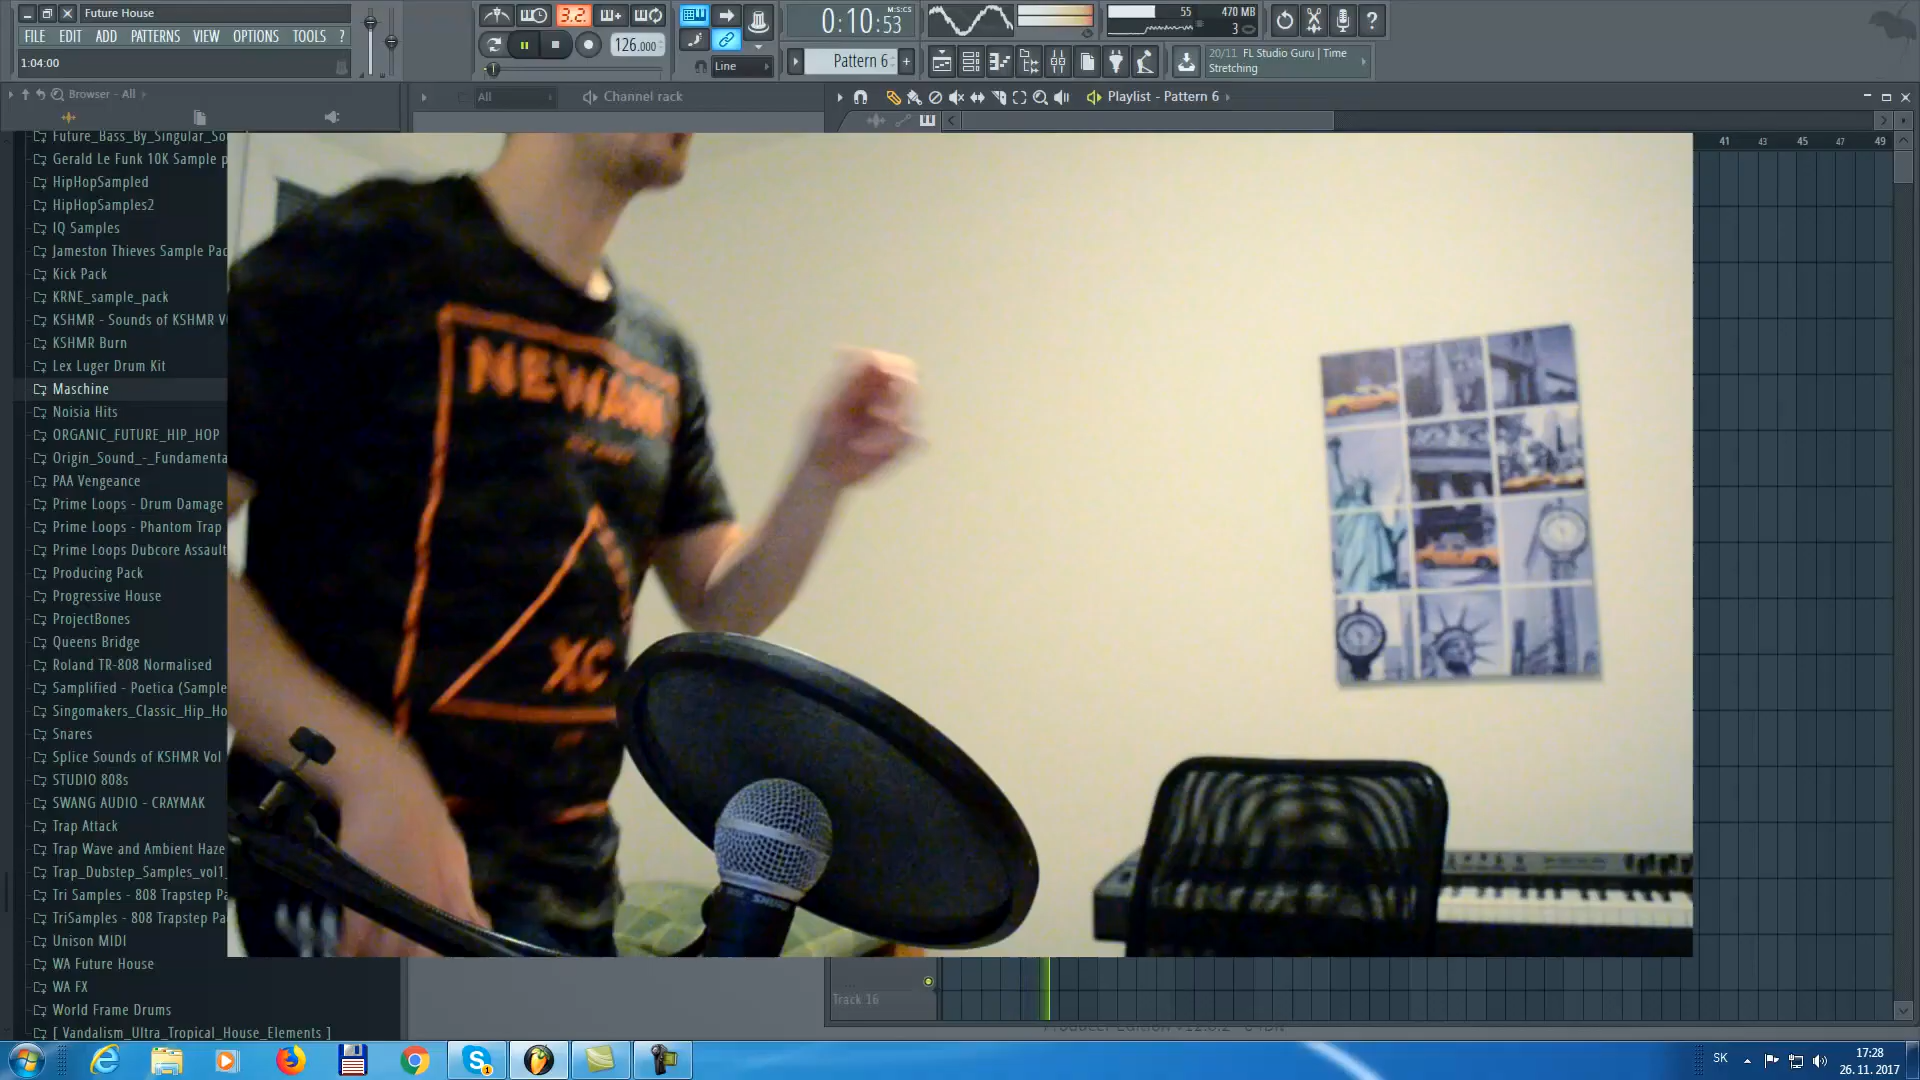 Future House
FILE EDIT ADD PATTERNS VIEW OPTIONS TOOLS ?
1:04:00
3.2.
126.000
Line
0:10:53
M:S:CS
Pattern 6
55
470 MB
3
20/11 FL Studio Guru | Time
Stretching
Browser - All
All
Channel rack
Playlist - Pattern 6
41 43 45 47 49
Future_Bass_By_Singular_So
Gerald Le Funk 10K Sample p
HipHopSampled
HipHopSamples2
IQ Samples
Jameston Thieves Sample Pac
Kick Pack
KRNE_sample_pack
KSHMR - Sounds of KSHMR V
KSHMR Burn
Lex Luger Drum Kit
Maschine
Noisia Hits
ORGANIC_FUTURE_HIP_HOP
Origin_Sound_-_Fundamenta
PAA Vengeance
Prime Loops - Drum Damage
Prime Loops - Phantom Trap
Prime Loops Dubcore Assault
Producing Pack
Progressive House
ProjectBones
Queens Bridge
Roland TR-808 Normalised
Samplified - Poetica (Sample
Singomakers_Classic_Hip_Ho
Snares
Splice Sounds of KSHMR Vol
STUDIO 808s
SWANG AUDIO - CRAYMAK
Trap Attack
Trap Wave and Ambient Haze
Trap_Dubstep_Samples_vol1_
Tri Samples - 808 Trapstep Pa
TriSamples - 808 Trapstep Pa
Unison MIDI
WA Future House
WA FX
World Frame Drums
[ Vandalism_Ultra_Tropical_House_Elements ]
XC
SHURE
Track 16
SK
17:28
26. 11. 2017